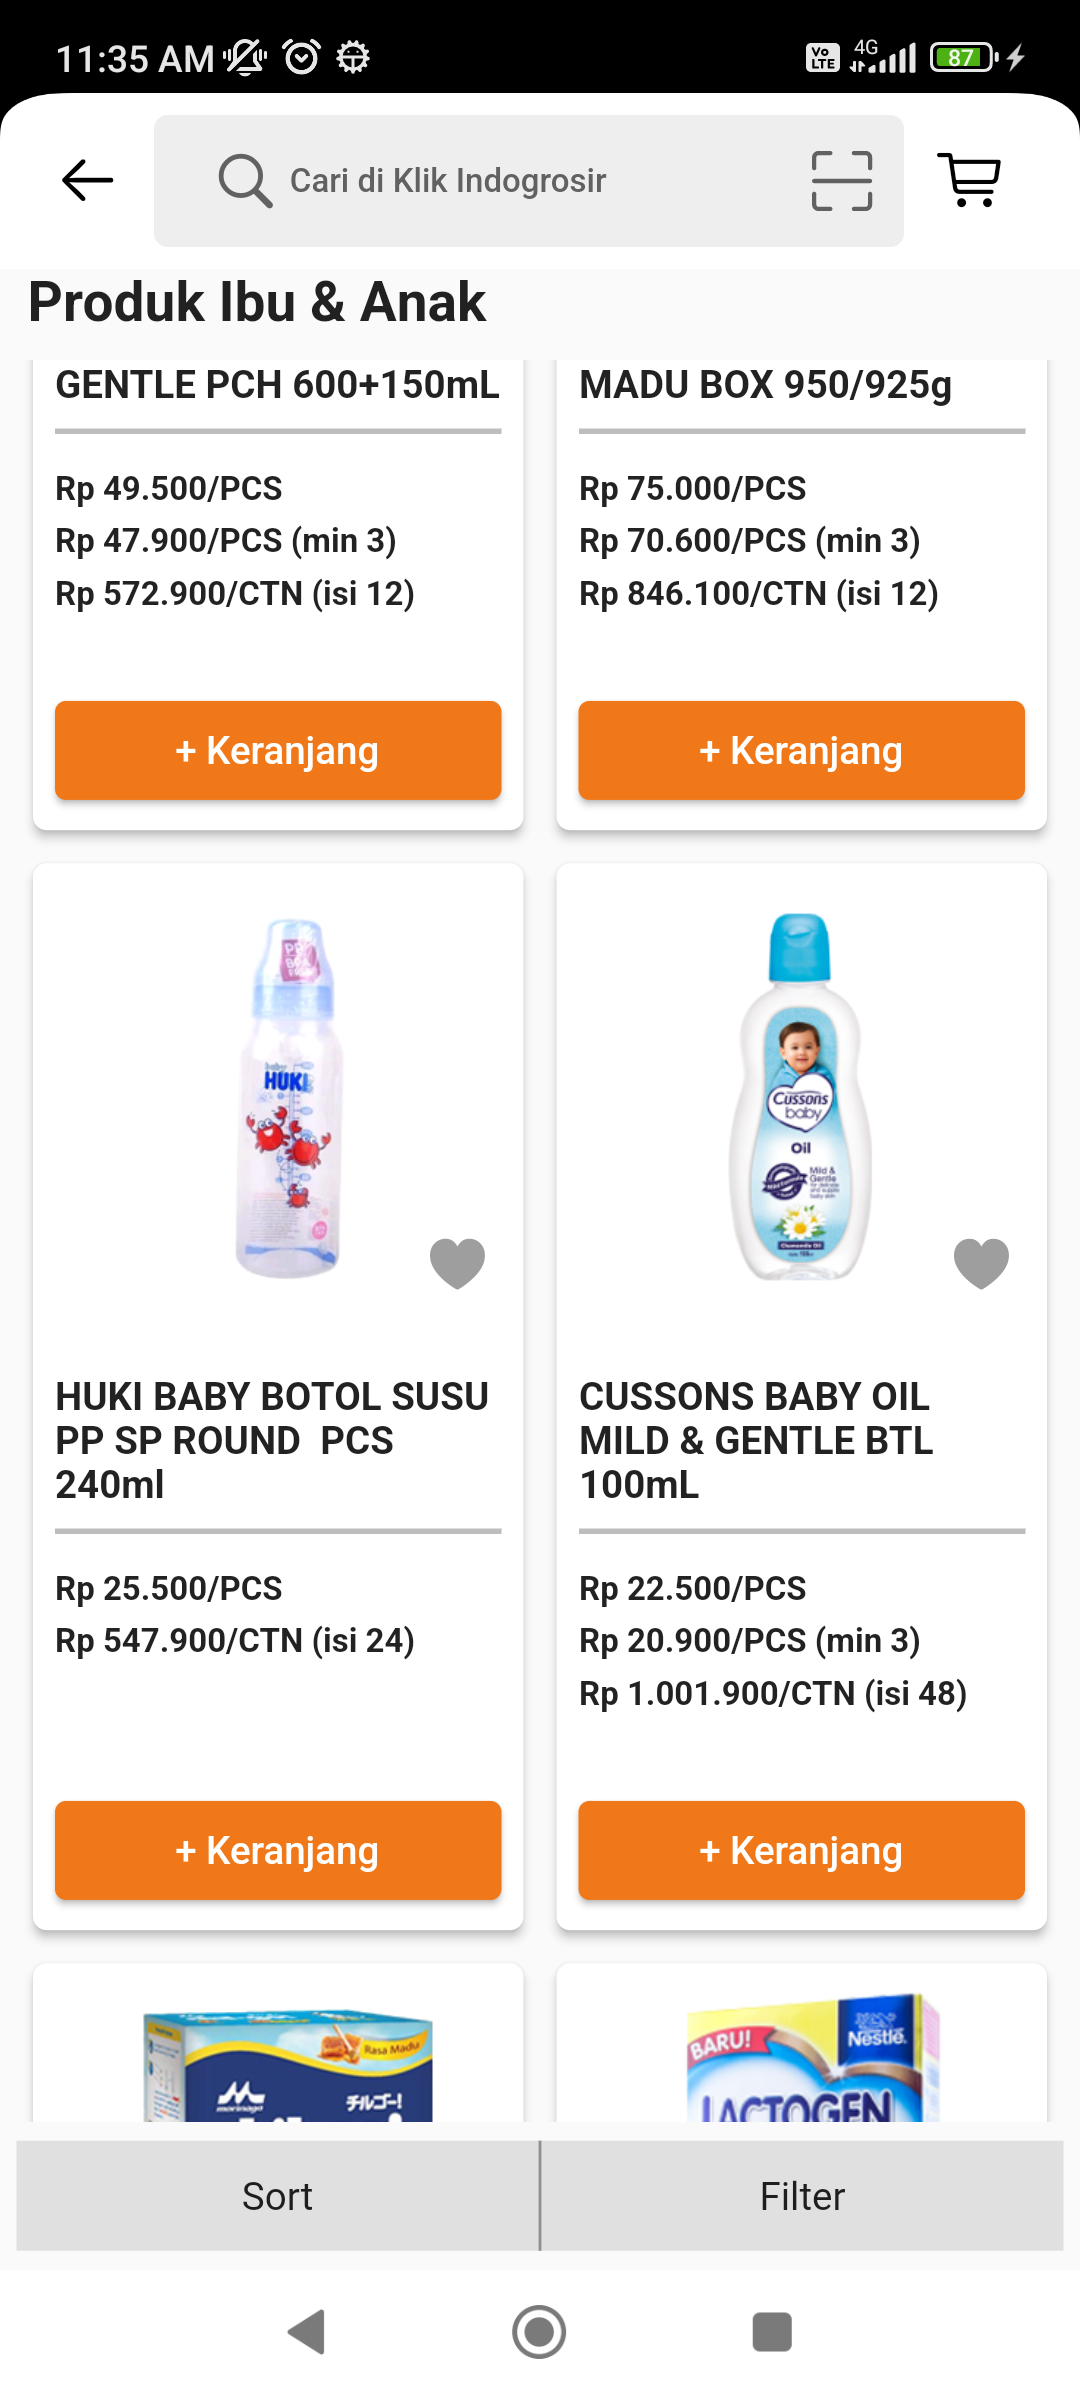 11:35 AM
Vo LTE 4G 87
Cari di Klik Indogrosir
Produk Ibu & Anak
GENTLE PCH 600+150mL
Rp 49.500/PCS
Rp 47.900/PCS (min 3)
Rp 572.900/CTN (isi 12)
+ Keranjang
MADU BOX 950/925g
Rp 75.000/PCS
Rp 70.600/PCS (min 3)
Rp 846.100/CTN (isi 12)
+ Keranjang
PP
BPA
baby
HUKI
HUKI BABY BOTOL SUSU
PP SP ROUND  PCS
240ml
Rp 25.500/PCS
Rp 547.900/CTN (isi 24)
+ Keranjang
Cussons
baby
Oil
Mild &
Gentle
Chamomile Oil
CUSSONS BABY OIL
MILD & GENTLE BTL
100mL
Rp 22.500/PCS
Rp 20.900/PCS (min 3)
Rp 1.001.900/CTN (isi 48)
+ Keranjang
Rasa Madu
morinaga
チルゴー!
BARU!
Nestlé.
LACTOGEN
Sort
Filter